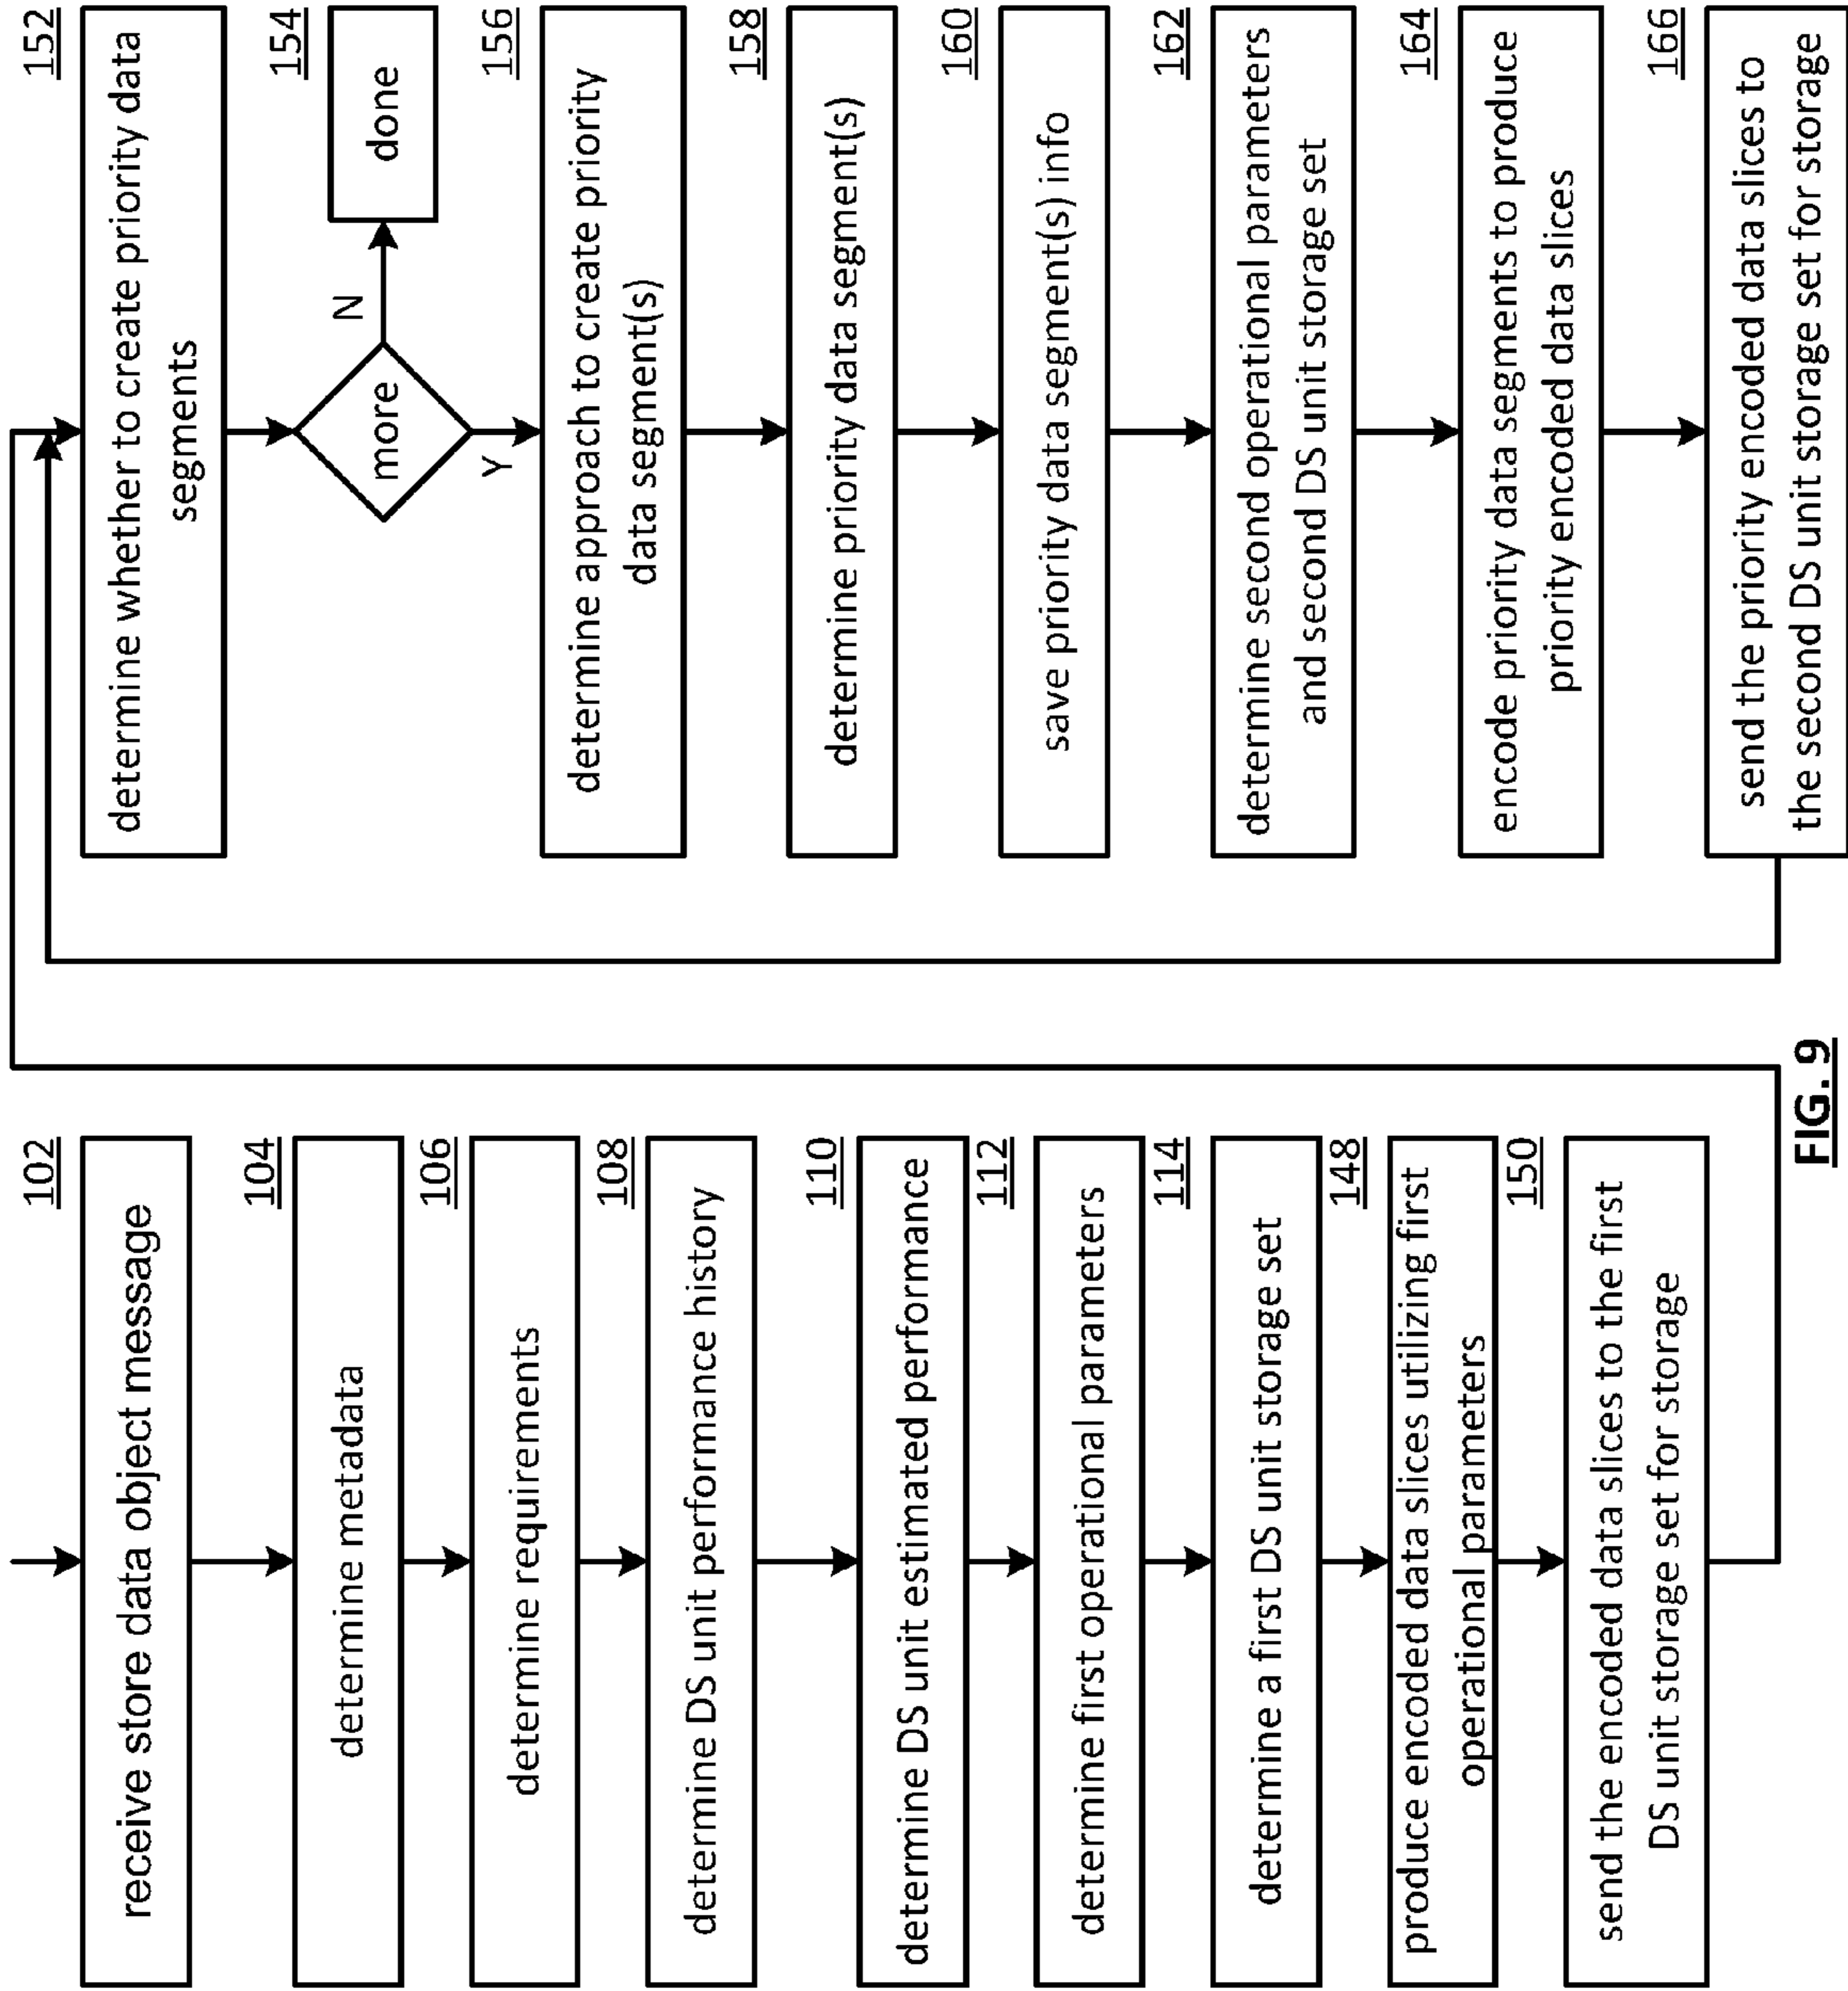 102
receive store data object message
104
determine metadata
106
determine requirements
108
determine DS unit performance history
110
determine DS unit estimated performance
112
determine first operational parameters
114
determine a first DS unit storage set
148
produce encoded data slices utilizing first
operational parameters
150
send the encoded data slices to the first
DS unit storage set for storage
152
determine whether to create priority data
segments
154
more
N
done
Y
156
determine approach to create priority
data segment(s)
158
determine priority data segment(s)
160
save priority data segment(s) info
162
determine second operational parameters
and second DS unit storage set
164
encode priority data segments to produce
priority encoded data slices
166
send the priority encoded data slices to
the second DS unit storage set for storage
FIG. 9